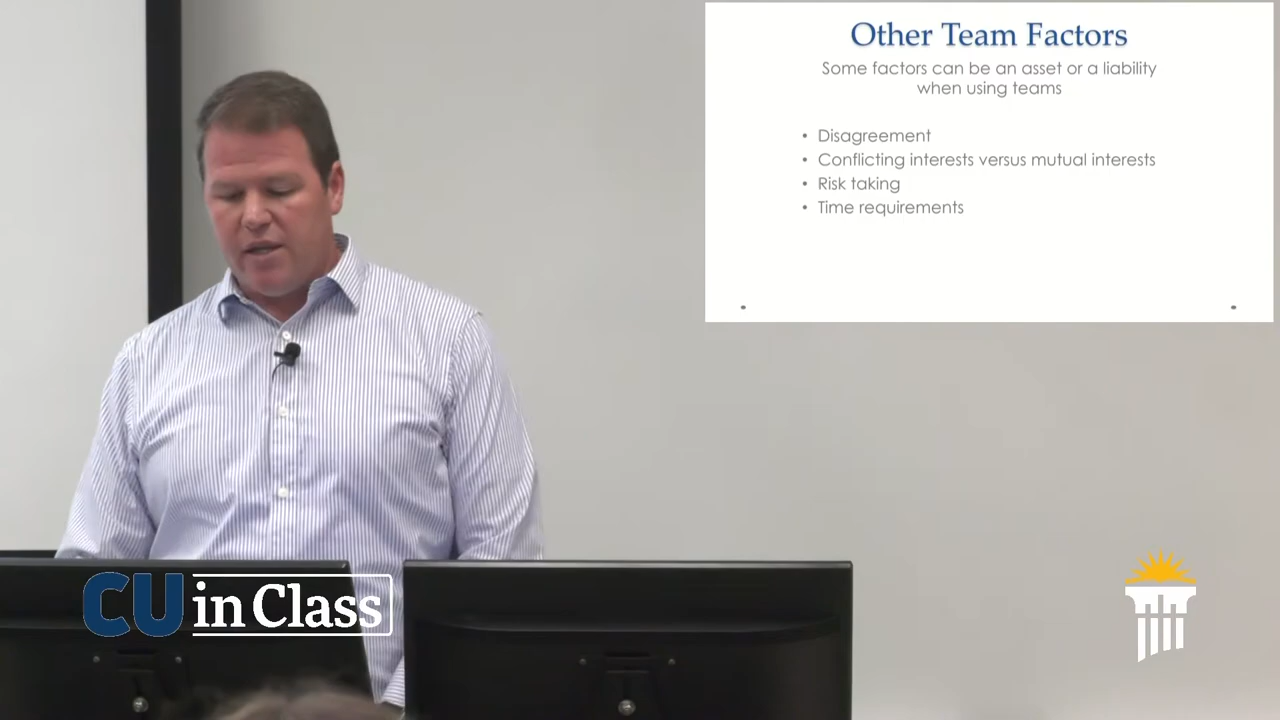 Other Team Factors
Some factors can be an asset or a liability
when using teams
• Disagreement
• Conflicting interests versus mutual interests
• Risk taking
• Time requirements
CU in Class